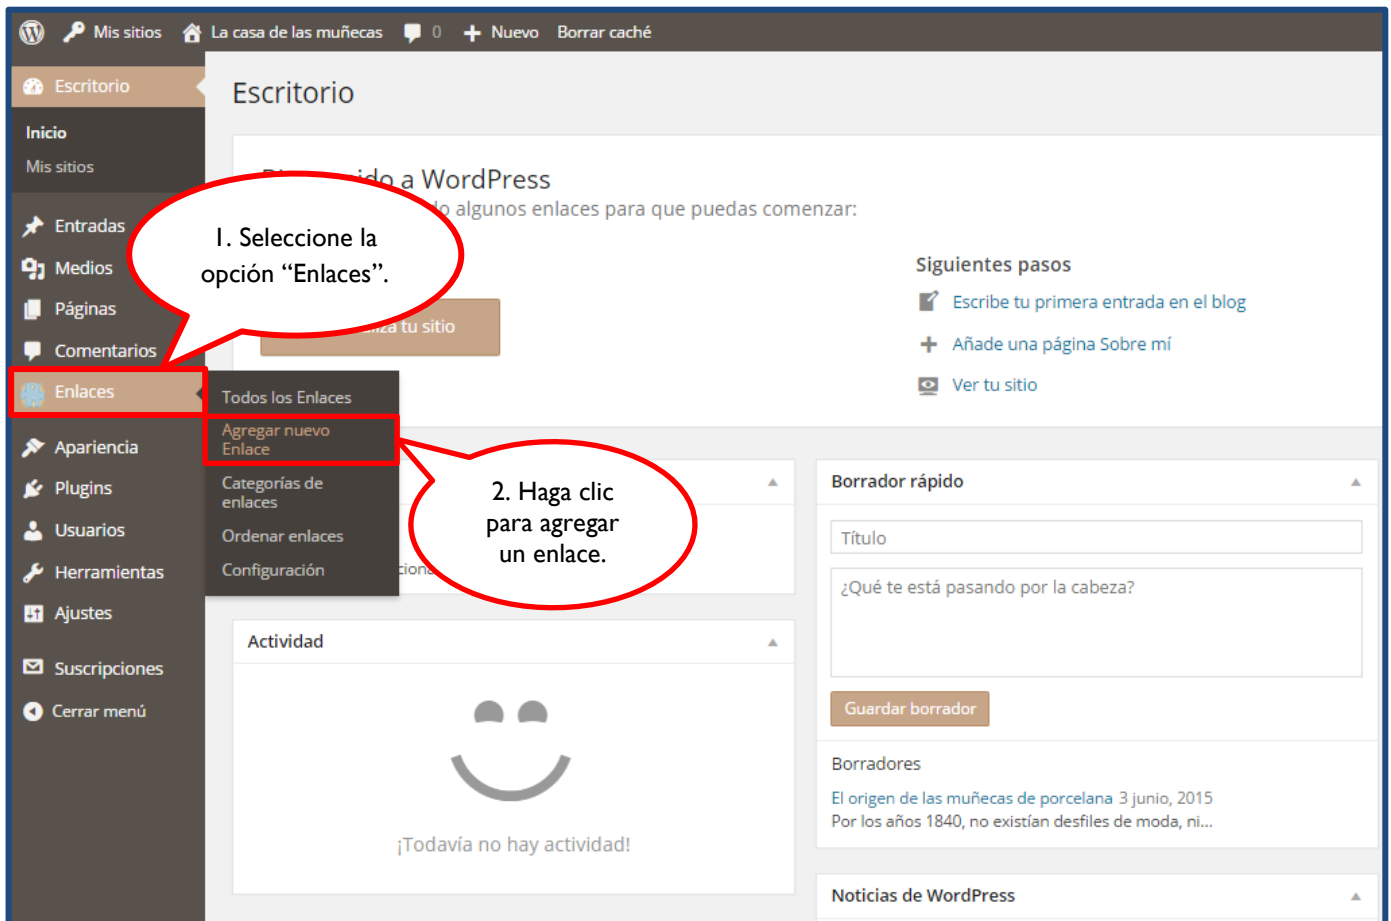 Mis sitios La casa de las muñecas 0 Nuevo Borrar caché
Escritorio
Inicio
Mis sitios
Entradas
Medios
Páginas
Comentarios
Enlaces
Apariencia
Plugins
Usuarios
Herramientas
Ajustes
Suscripciones
Cerrar menú
Todos los Enlaces
Agregar nuevo
Enlace
Categorías de
enlaces
Ordenar enlaces
Configuración
Escritorio
a WordPress
algunos enlaces para que puedas comenzar:
1. Seleccione la
opción “Enlaces”.
tu sitio
Siguientes pasos
Escribe tu primera entrada en el blog
Añade una página Sobre mí
Ver tu sitio
2. Haga clic
para agregar
un enlace.
Actividad
¡Todavía no hay actividad!
Borrador rápido
Título
¿Qué te está pasando por la cabeza?
Guardar borrador
Borradores
El origen de las muñecas de porcelana 3 junio, 2015
Por los años 1840, no existían desfiles de moda, ni...
Noticias de WordPress